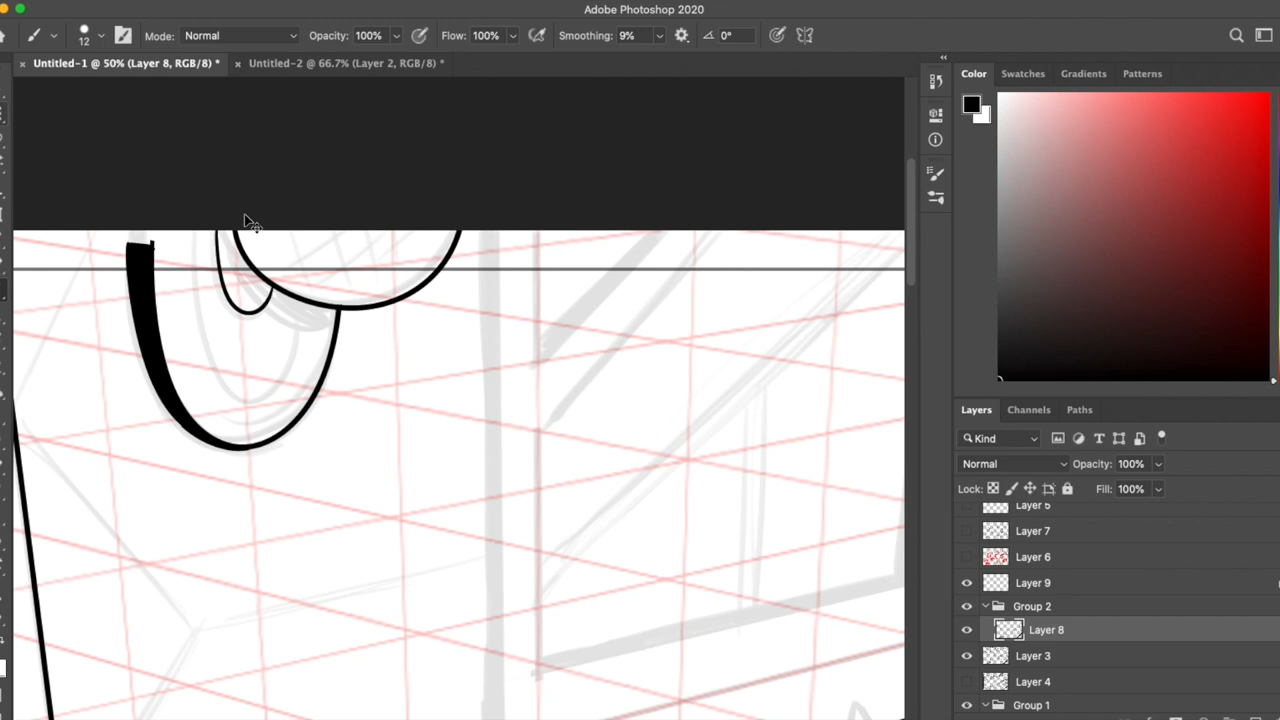 Adobe Photoshop 2020
12 Mode: Normal Opacity: 100% Flow: 100% Smoothing: 9% 0°
× Untitled-1 @ 50% (Layer 8, RGB/8) * × Untitled-2 @ 66.7% (Layer 2, RGB/8) *
Color Swatches Gradients Patterns
Layers Channels Paths
Kind
Normal Opacity: 100%
Lock: Fill: 100%
Layer 5
Layer 7
Layer 6
Layer 9
Group 2
Layer 8
Layer 3
Layer 4
Group 1